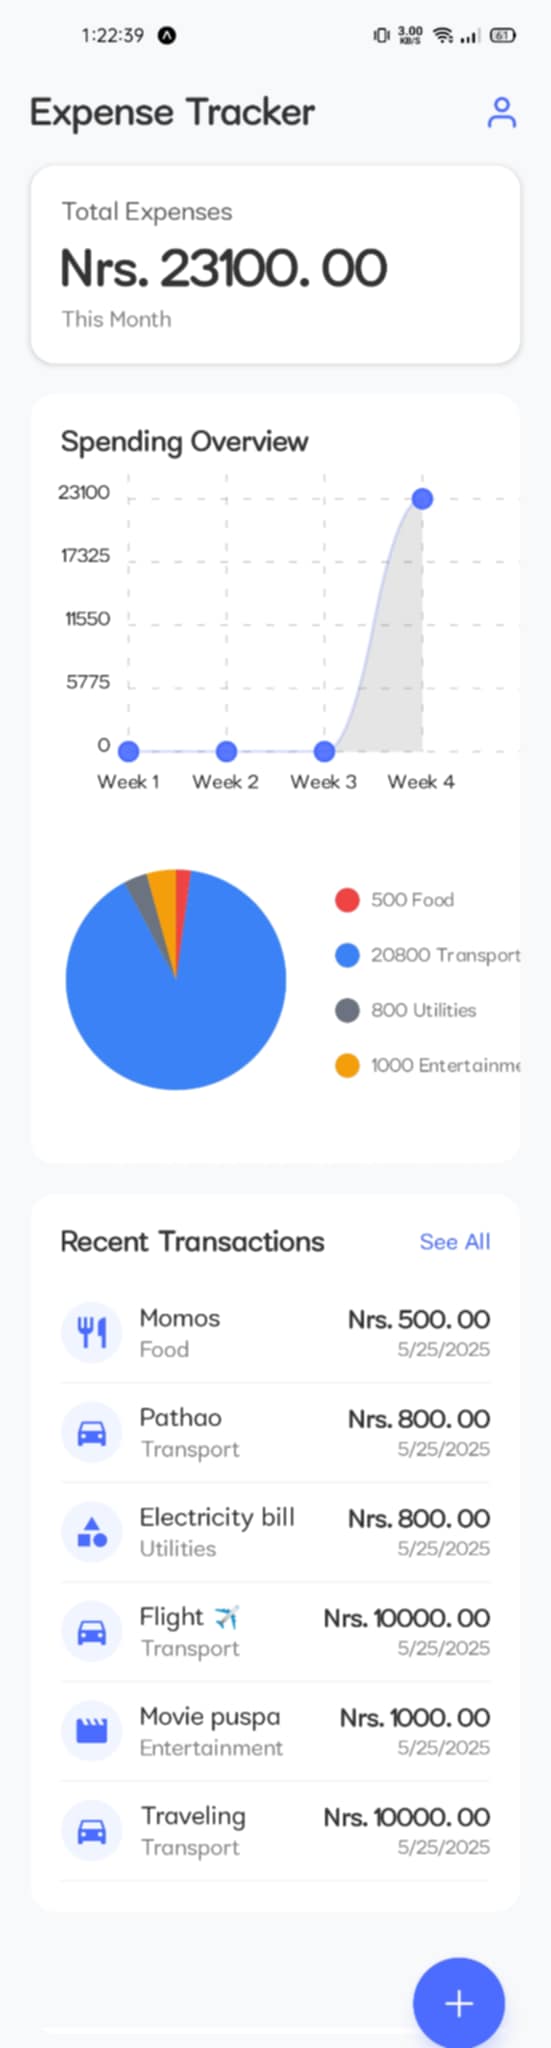 1:22:39
3.00
KB/S
61
Expense Tracker
Total Expenses
Nrs. 23100.00
This Month
Spending Overview
23100
17325
11550
5775
0
Week 1 Week 2 Week 3 Week 4
500 Food
20800 Transport
800 Utilities
1000 Entertainme
Recent Transactions See All
Momos Nrs. 500.00
Food 5/25/2025
Pathao Nrs. 800.00
Transport 5/25/2025
Electricity bill Nrs. 800.00
Utilities 5/25/2025
Flight ✈️ Nrs. 10000.00
Transport 5/25/2025
Movie puspa Nrs. 1000.00
Entertainment 5/25/2025
Traveling Nrs. 10000.00
Transport 5/25/2025